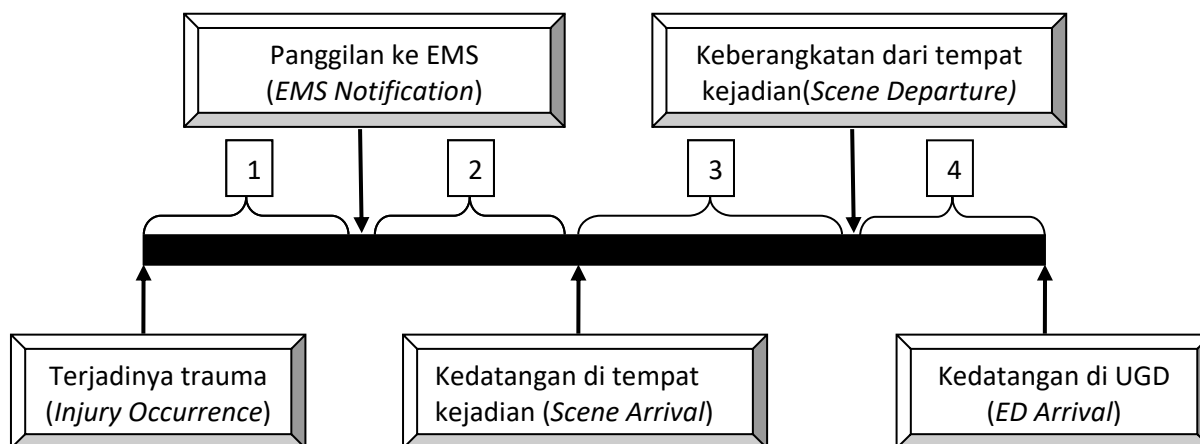 Panggilan ke EMS
(EMS Notification)
Keberangkatan dari tempat
kejadian(Scene Departure)
1
2
3
4
Terjadinya trauma
(Injury Occurrence)
Kedatangan di tempat
kejadian (Scene Arrival)
Kedatangan di UGD
(ED Arrival)